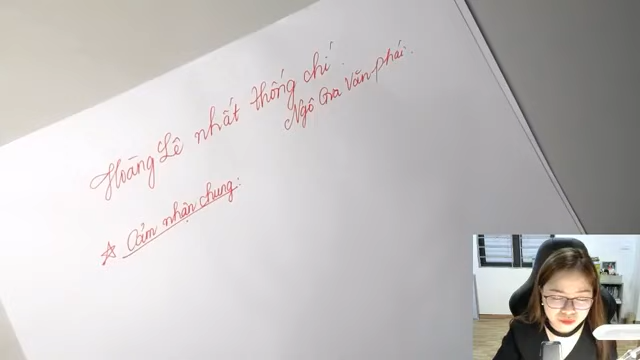 Hoàng Lê nhất thống chí
Ngô Gia Văn Phái.
☆ Cảm nhận chung: